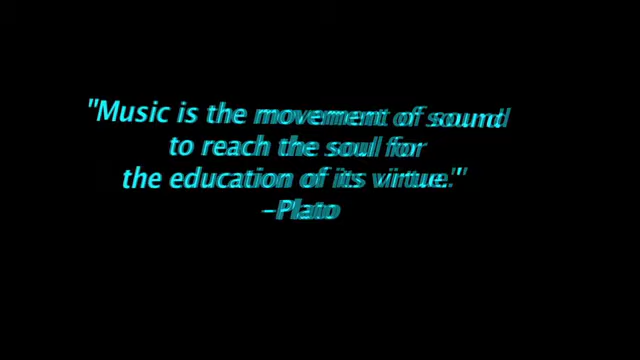 "Music is the movement of sound
to reach the soul for
the education of its virtue."
-Plato